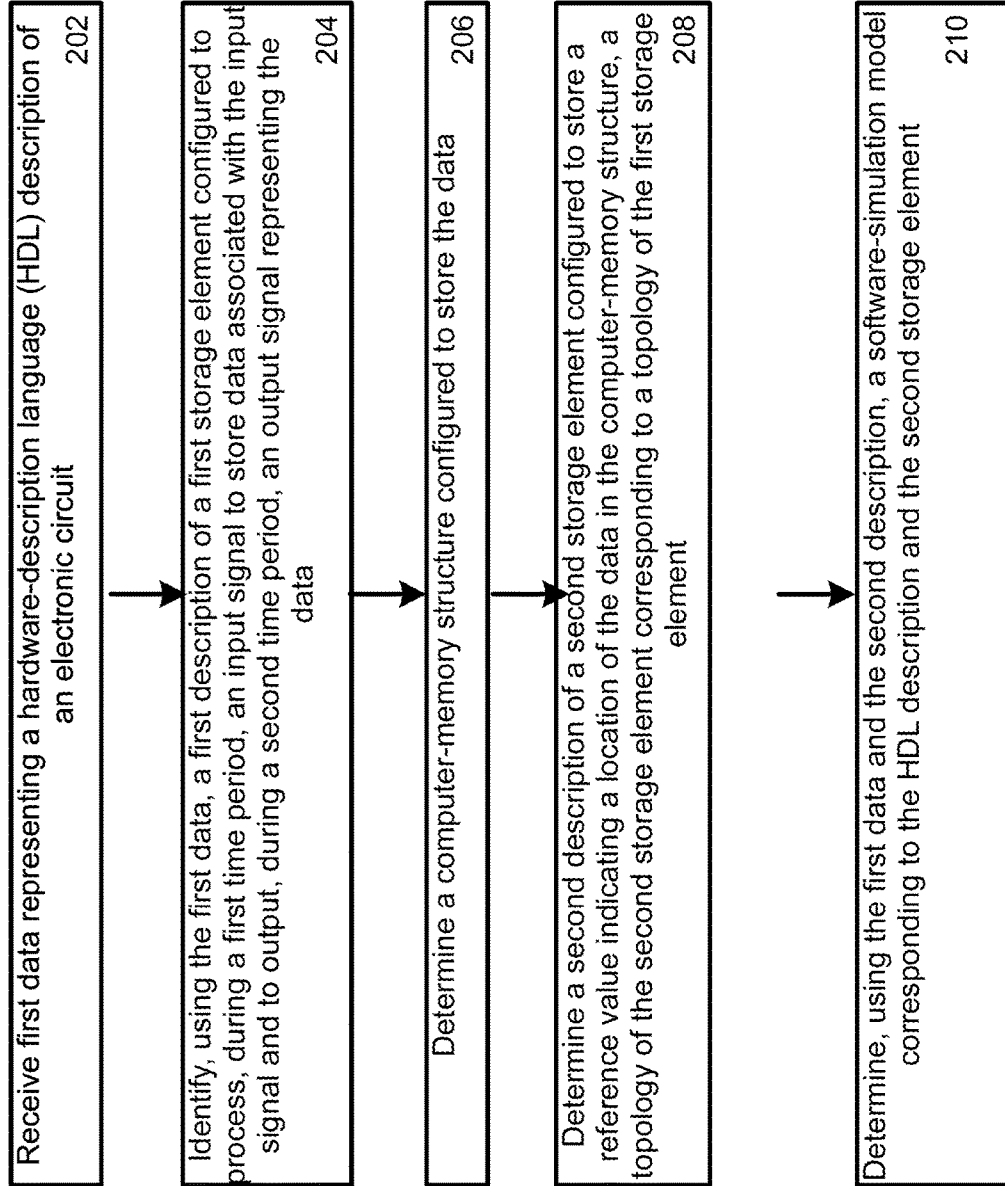 Receive first data representing a hardware-description language (HDL) description of
an electronic circuit
202
Identify, using the first data, a first description of a first storage element configured to
process, during a first time period, an input signal to store data associated with the input
signal and to output, during a second time period, an output signal representing the
data
204
Determine a computer-memory structure configured to store the data
206
Determine a second description of a second storage element configured to store a
reference value indicating a location of the data in the computer-memory structure, a
topology of the second storage element corresponding to a topology of the first storage
element
208
Determine, using the first data and the second description, a software-simulation model
corresponding to the HDL description and the second storage element
210